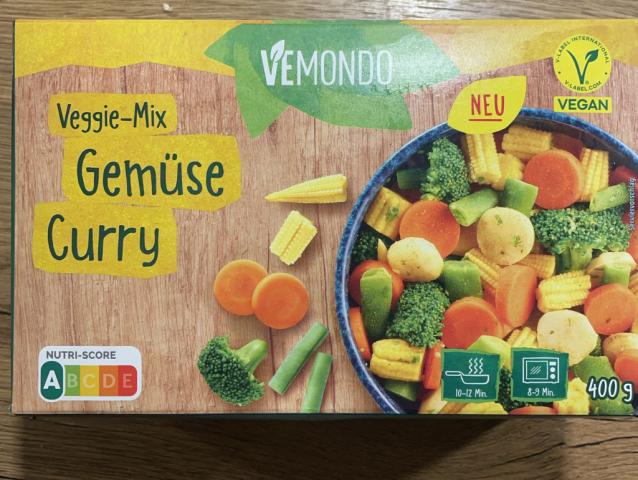 VEMONDO
V-LABEL INTERNATIONAL
V-LABEL.COM
VEGAN
NEU
Veggie-Mix
Gemüse
Curry
Serviervorschlag
NUTRI-SCORE
A B C D E
10-12 Min.
8-9 Min.
400 g